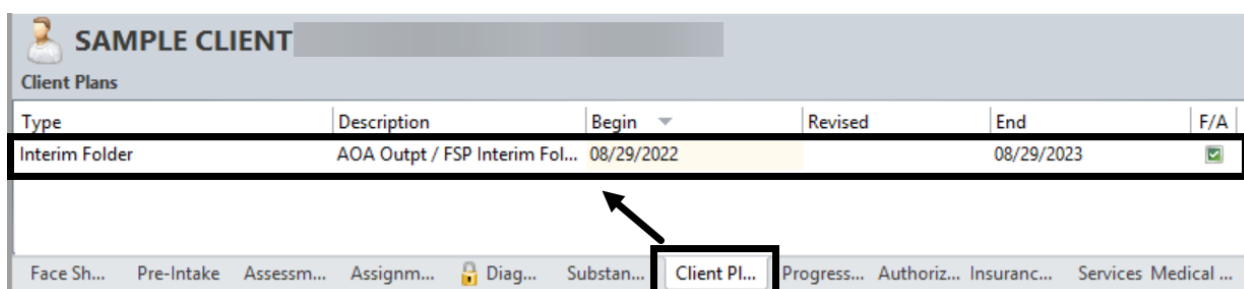 SAMPLE CLIENT
Client Plans
Type Description Begin Revised End F/A
Interim Folder AOA Outpt / FSP Interim Fol... 08/29/2022 08/29/2023
Face Sh... Pre-Intake Assessm... Assignm... Diag... Substan... Client Pl... Progress... Authoriz... Insuranc... Services Medical ...